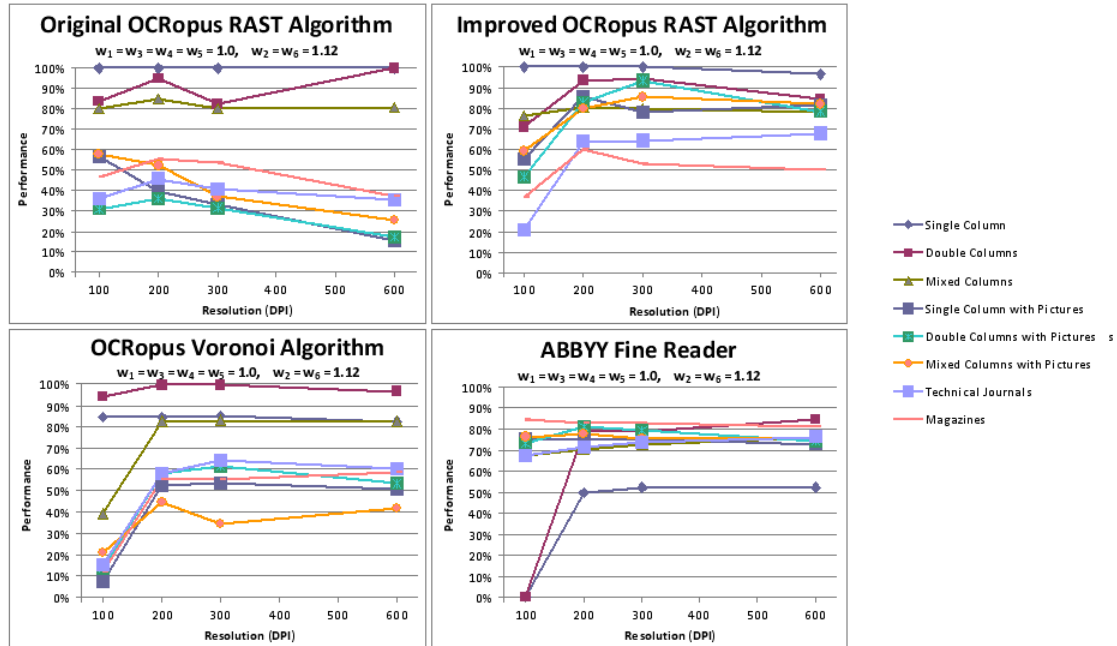 Original OCRopus RAST Algorithm
w₁ = w₃ = w₄ = w₅ = 1.0, w₂ = w₆ = 1.12
Performance
100%
90%
80%
70%
60%
50%
40%
30%
20%
10%
0%
100 200 300 400 500 600
Resolution (DPI)
Improved OCRopus RAST Algorithm
w₁ = w₃ = w₄ = w₅ = 1.0, w₂ = w₆ = 1.12
Performance
100%
90%
80%
70%
60%
50%
40%
30%
20%
10%
0%
100 200 300 400 500 600
Resolution (DPI)
OCRopus Voronoi Algorithm
w₁ = w₃ = w₄ = w₅ = 1.0, w₂ = w₆ = 1.12
Performance
100%
90%
80%
70%
60%
50%
40%
30%
20%
10%
0%
100 200 300 400 500 600
Resolution (DPI)
ABBYY Fine Reader
w₁ = w₃ = w₄ = w₅ = 1.0, w₂ = w₆ = 1.12
Performance
100%
90%
80%
70%
60%
50%
40%
30%
20%
10%
0%
100 200 300 400 500 600
Resolution (DPI)
Single Column
Double Columns
Mixed Columns
Single Column with Pictures
Double Columns with Pictures s
Mixed Columns with Pictures
Technical Journals
Magazines